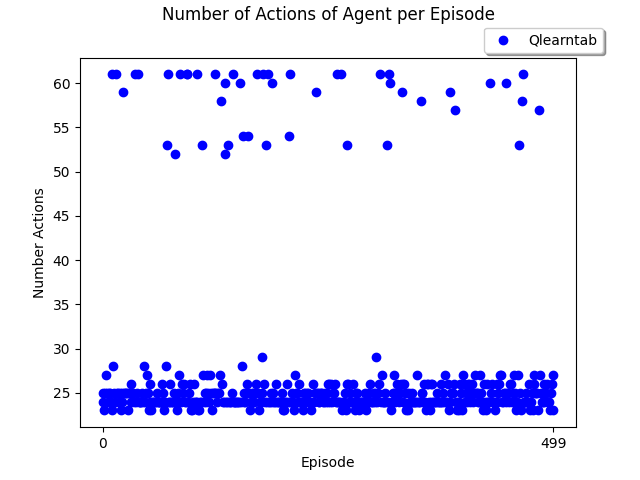 Number of Actions of Agent per Episode
Qlearntab
60
55
50
45
40
35
30
25
Number Actions
0
499
Episode